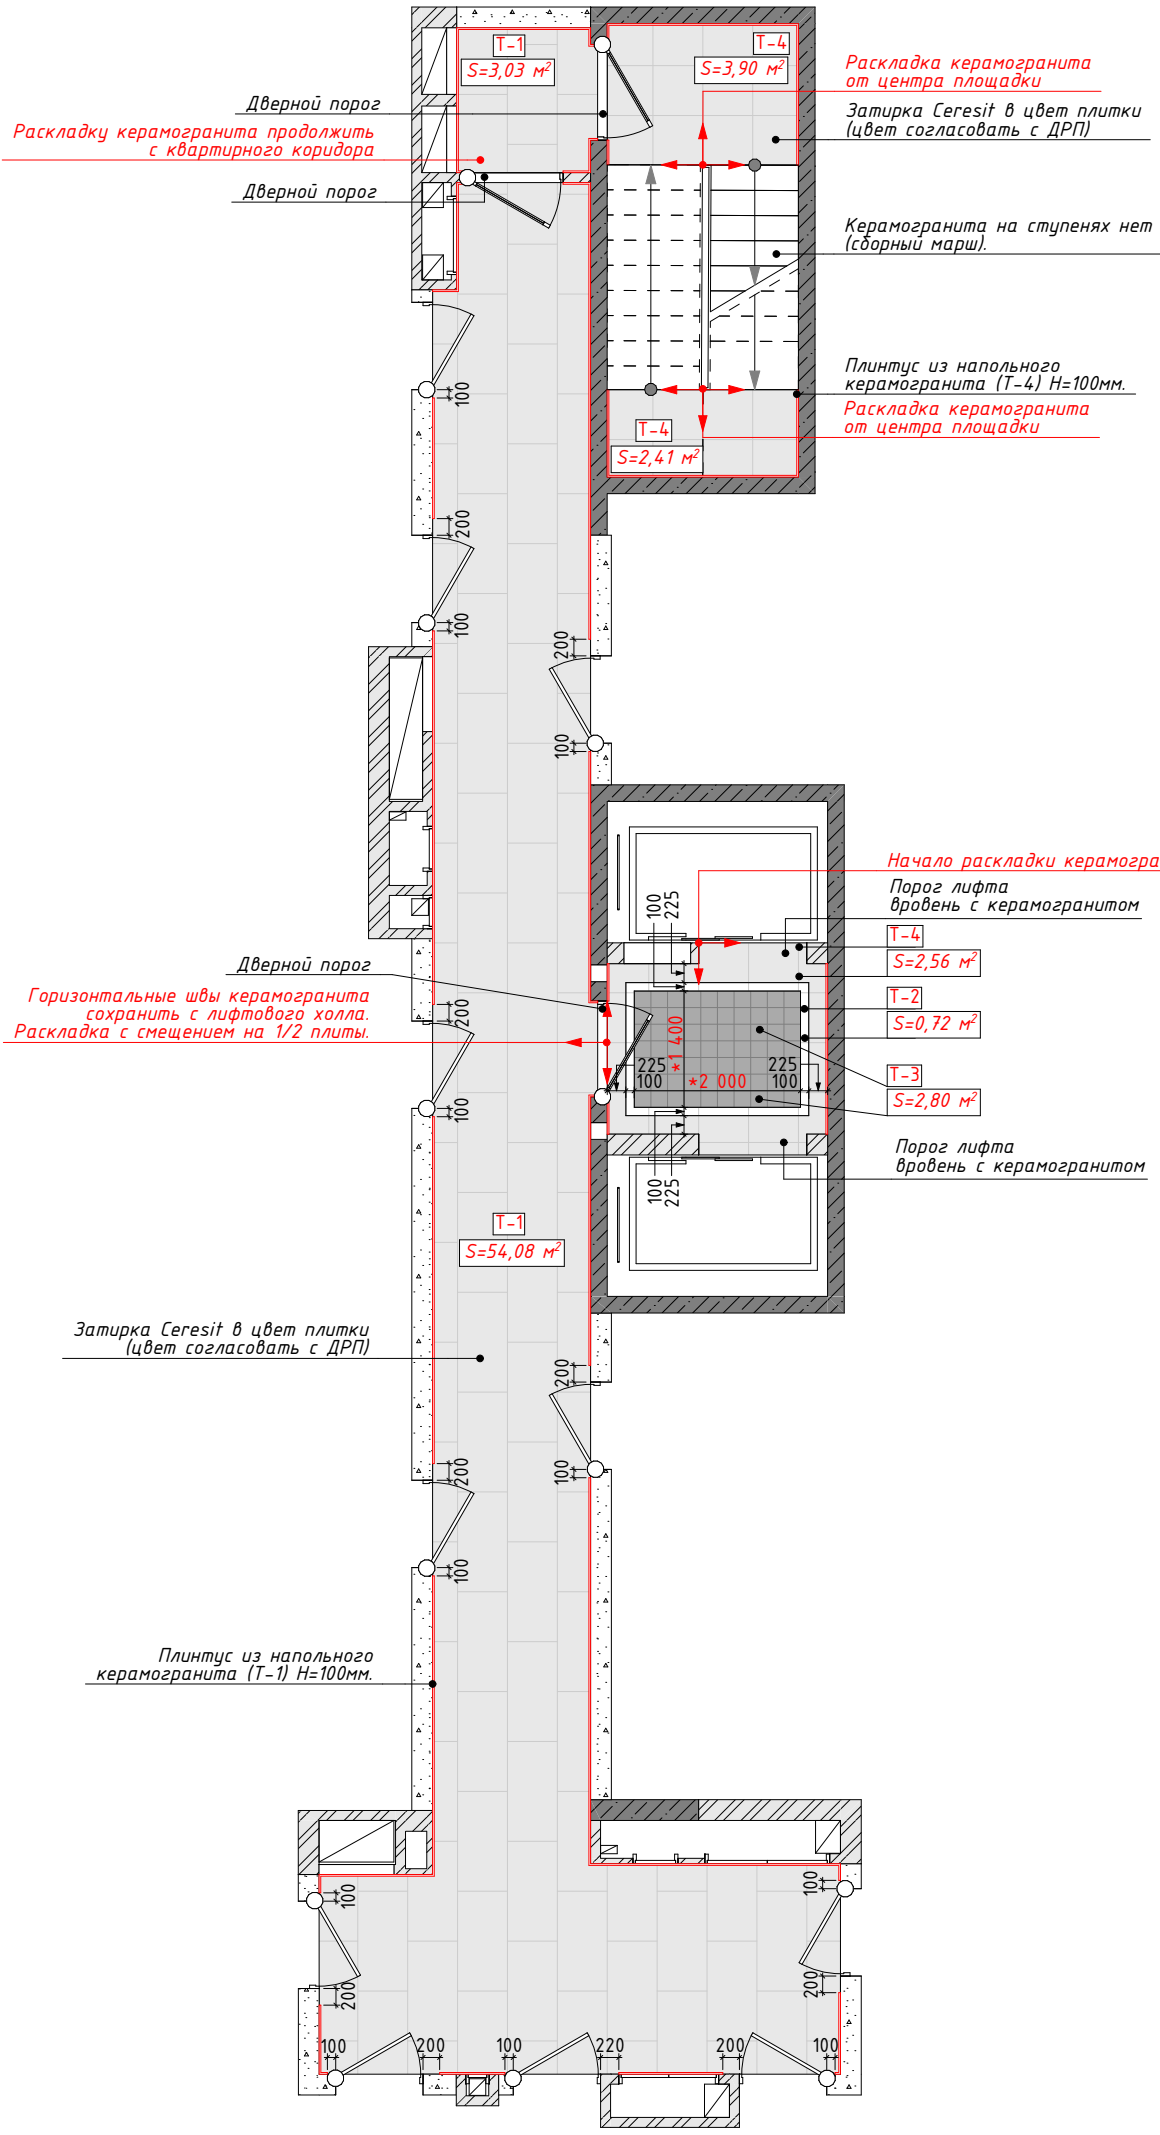 T-1
S=3,03 м²
T-4
S=3,90 м²
Раскладка керамогранита
от центра площадки
Дверной порог
Затирка Ceresit в цвет плитки
(цвет согласовать с ДРП)
Раскладку керамогранита продолжить
с квартирного коридора
Дверной порог
Керамогранита на ступенях нет
(сборный марш).
Плинтус из напольного
керамогранита (Т-4) Н=100мм.
100
Раскладка керамогранита
от центра площадки
T-4
S=2,41 м²
200
100
200
100
Начало раскладки керамогра
Порог лифта
вровень с керамогранитом
100
225
T-4
S=2,56 м²
Дверной порог
Горизонтальные швы керамогранита
сохранить с лифтового холла.
Раскладка с смещением на 1/2 плиты.
200
T-2
S=0,72 м²
*1 400
225
100
*2 000
225
100
T-3
S=2,80 м²
100
Порог лифта
вровень с керамогранитом
100
225
T-1
S=54,08 м²
Затирка Ceresit в цвет плитки
(цвет согласовать с ДРП)
200
200
100
100
Плинтус из напольного
керамогранита (Т-1) Н=100мм.
100
100
200
200
100
200
100
220
200
100